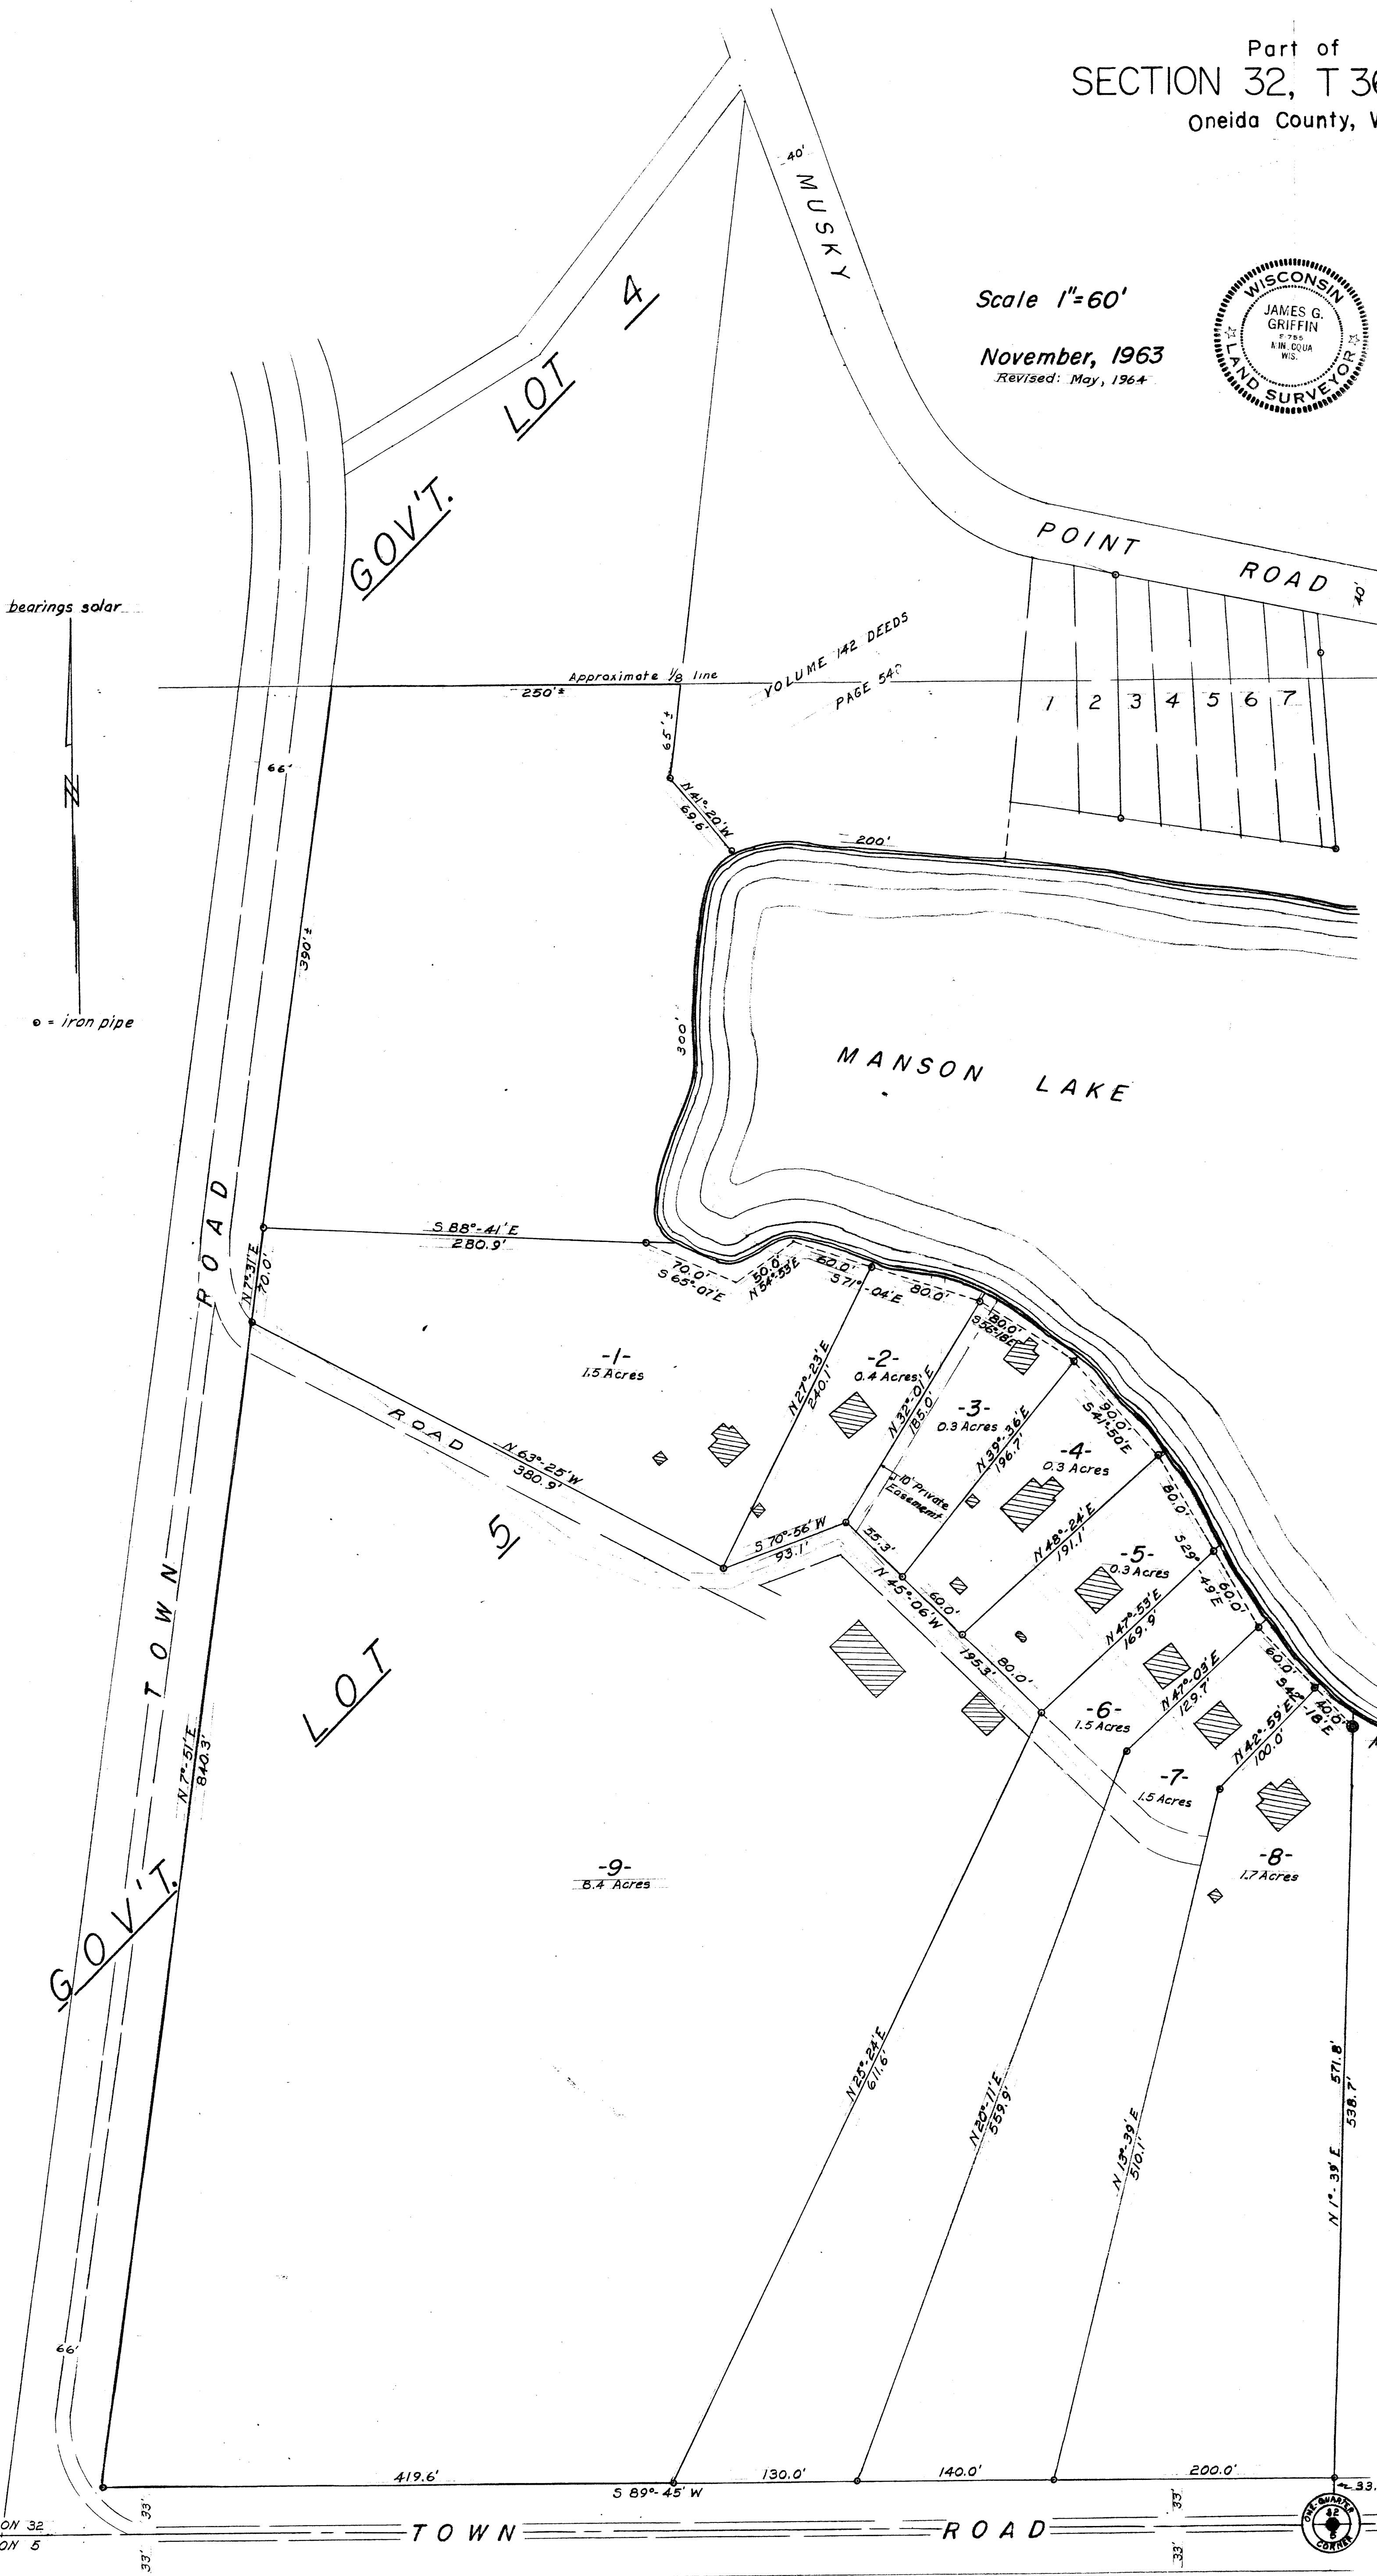 Part of
SECTION 32, T 36
Oneida County, W
40'
MUSKY
Scale 1"=60'
November, 1963
Revised: May, 1964
WISCONSIN
JAMES G.
GRIFFIN
WIS.
LAND SURVEYOR
GOV'T. LOT 4
POINT ROAD
40'
bearings solar
N
o = iron pipe
Approximate 1/8 line
250'±
VOLUME 142 DEEDS
PAGE
1 2 3 4 5 6 7
65'±
66'
N 41°-20' W
69.6'
200'
390'±
300'
MANSON LAKE
S 88°-41' E
280.9'
N 7°-31' E
70.0'
70.0'
S 65°-07' E
50.0'
N 54°-53' E
60.0'
S 71°-04' E
80.0'
80.0'
S 56°-18' E
-1-
1.5 Acres
N 27°-23' E
240.1'
-2-
0.4 Acres
N 32°-01' E
185.0'
-3-
0.3 Acres
N 39°-36' E
196.7'
90.0'
S 41°-50' E
-4-
0.3 Acres
10' Private
Easement
ROAD
N 63°-25' W
380.9'
S 70°-56' W
93.1'
55.3'
N 48°-24' E
191.1'
80.0'
S 29°-49' E
60.0'
-5-
0.3 Acres
60.0'
N 45°-06' W
195.3'
80.0'
N 47°-53' E
169.9'
60.0'
S 47°-18' E
40.0'
-6-
1.5 Acres
N 47°-03' E
129.7'
N 42°-59' E
100.0'
-7-
1.5 Acres
-8-
1.7 Acres
TOWN ROAD
N 7°-51' E
840.3'
GOV'T. LOT 5
-9-
8.4 Acres
N 25°-24' E
611.6'
N 20°-11' E
559.9'
N 13°-39' E
510.1'
N 1°-39' E 571.8'
538.7'
66'
419.6'
130.0'
140.0'
200.0'
S 89°-45' W
33.
33'
33'
33'
33'
TOWN ROAD
ON 32
ON 5
ONE-QUARTER
32
5
CORNER